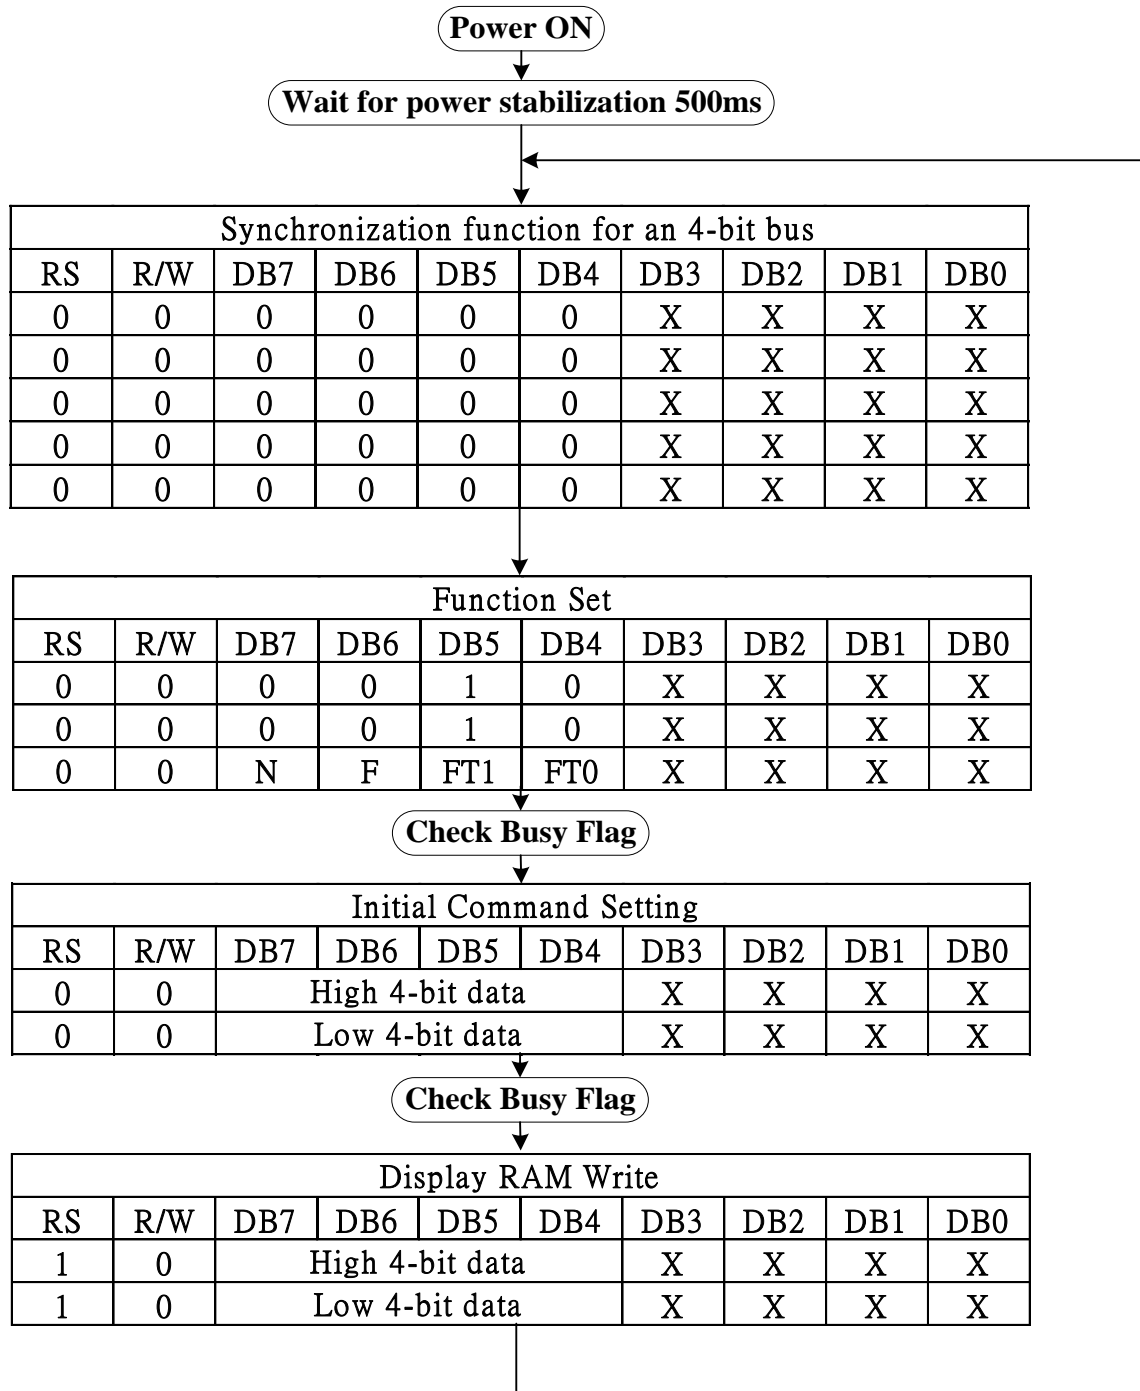 Power ON
Wait for power stabilization 500ms
Synchronization function for an 4-bit bus
RS R/W DB7 DB6 DB5 DB4 DB3 DB2 DB1 DB0
0 0 0 0 0 0 X X X X
0 0 0 0 0 0 X X X X
0 0 0 0 0 0 X X X X
0 0 0 0 0 0 X X X X
0 0 0 0 0 0 X X X X
Function Set
RS R/W DB7 DB6 DB5 DB4 DB3 DB2 DB1 DB0
0 0 0 0 1 0 X X X X
0 0 0 0 1 0 X X X X
0 0 N F FT1 FT0 X X X X
Check Busy Flag
Initial Command Setting
RS R/W DB7 DB6 DB5 DB4 DB3 DB2 DB1 DB0
0 0 High 4-bit data X X X X
0 0 Low 4-bit data X X X X
Check Busy Flag
Display RAM Write
RS R/W DB7 DB6 DB5 DB4 DB3 DB2 DB1 DB0
1 0 High 4-bit data X X X X
1 0 Low 4-bit data X X X X